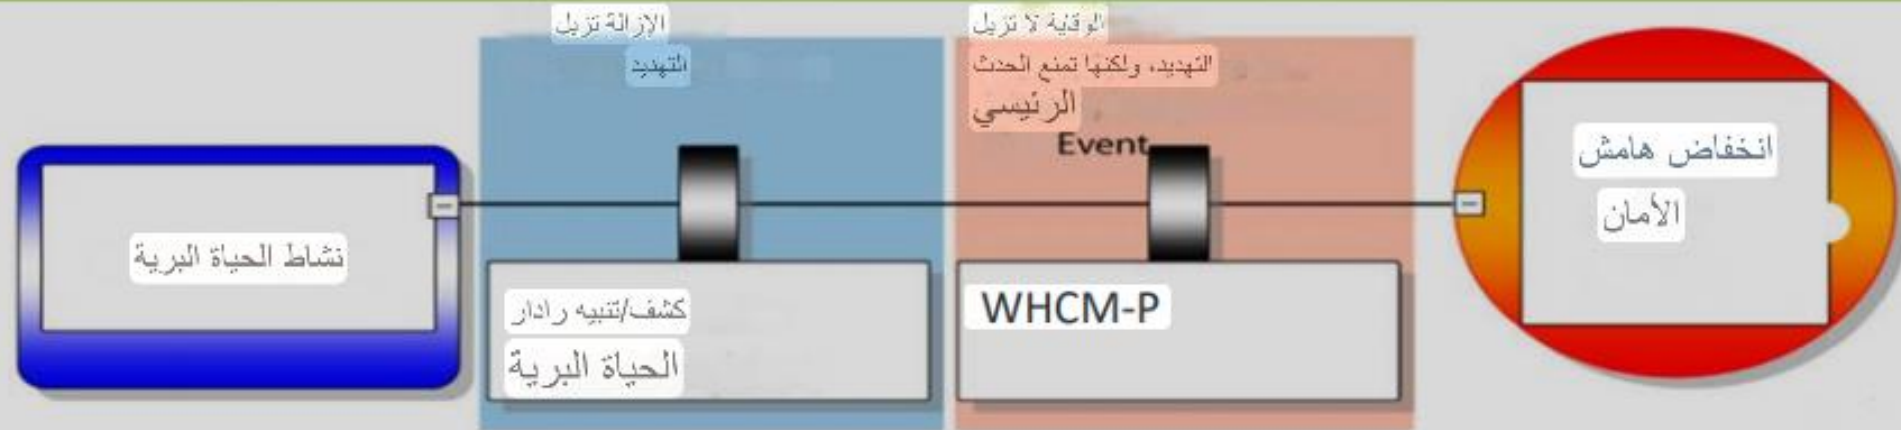 نشاط الحياة البرية
الإزالة تزيل
التهديد
كشف/تنبيه رادار
الحياة البرية
الوقاية لا تزيل
التهديد، ولكنها تمنع الحدث
الرئيسي
Event
WHCM-P
انخفاض هامش
الأمان